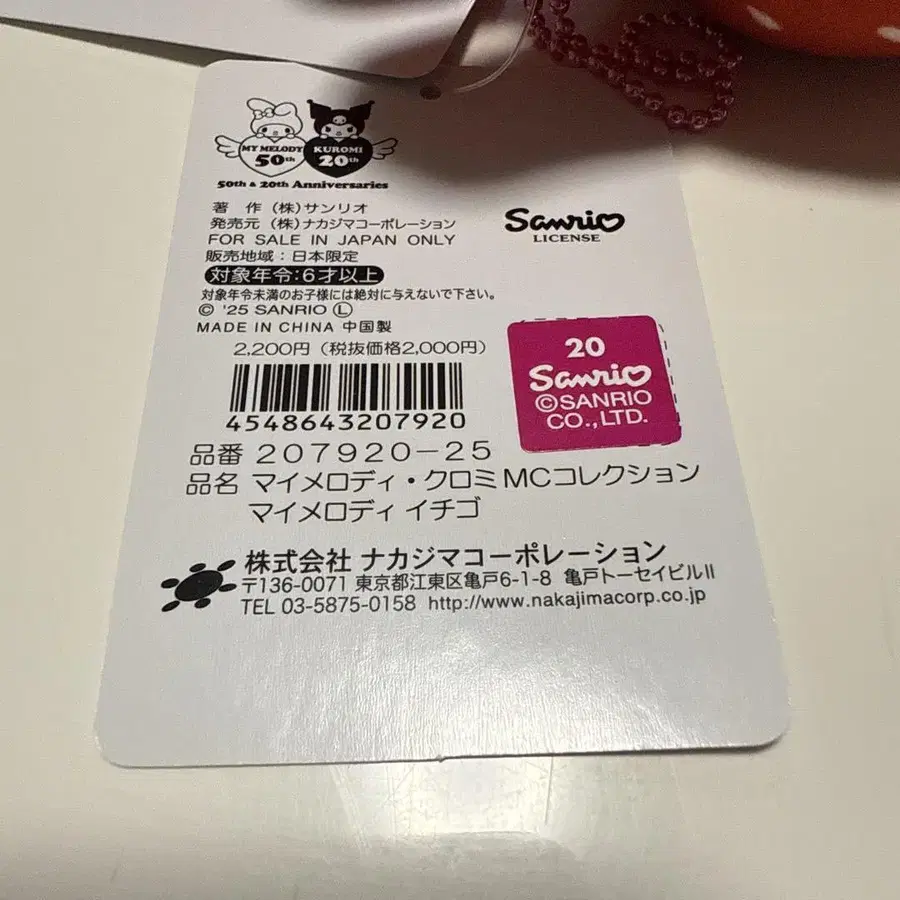 MY MELODY
50th
KUROMI
20th
50th & 20th Anniversaries
著　作 (株)サンリオ
発売元 (株)ナカジマコーポレーション
FOR SALE IN JAPAN ONLY
販売地域：日本限定
対象年令：6才以上
対象年令未満のお子様には絶対に与えないで下さい。
© '25 SANRIO Ⓛ
MADE IN CHINA 中国製
Sanrio
LICENSE
2,200円（税抜価格2,000円）
4548643207920
20
Sanrio
©SANRIO
CO.,LTD.
品番 207920-25
品名 マイメロディ・クロミMCコレクション
マイメロディ イチゴ
株式会社 ナカジマコーポレーション
〒136-0071 東京都江東区亀戸6-1-8 亀戸トーセイビルⅡ
TEL 03-5875-0158 http://www.nakajimacorp.co.jp